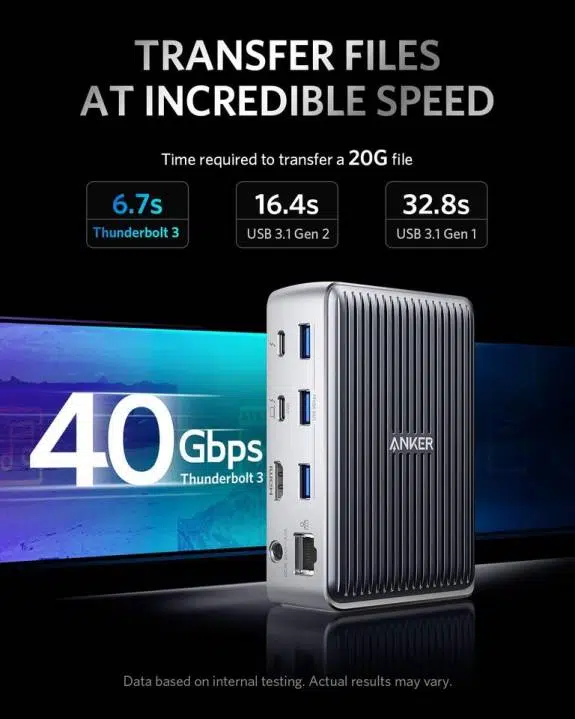 TRANSFER FILES
AT INCREDIBLE SPEED
Time required to transfer a 20G file
6.7s
Thunderbolt 3
16.4s
USB 3.1 Gen 2
32.8s
USB 3.1 Gen 1
40 Gbps
Thunderbolt 3
ANKER
Data based on internal testing. Actual results may vary.